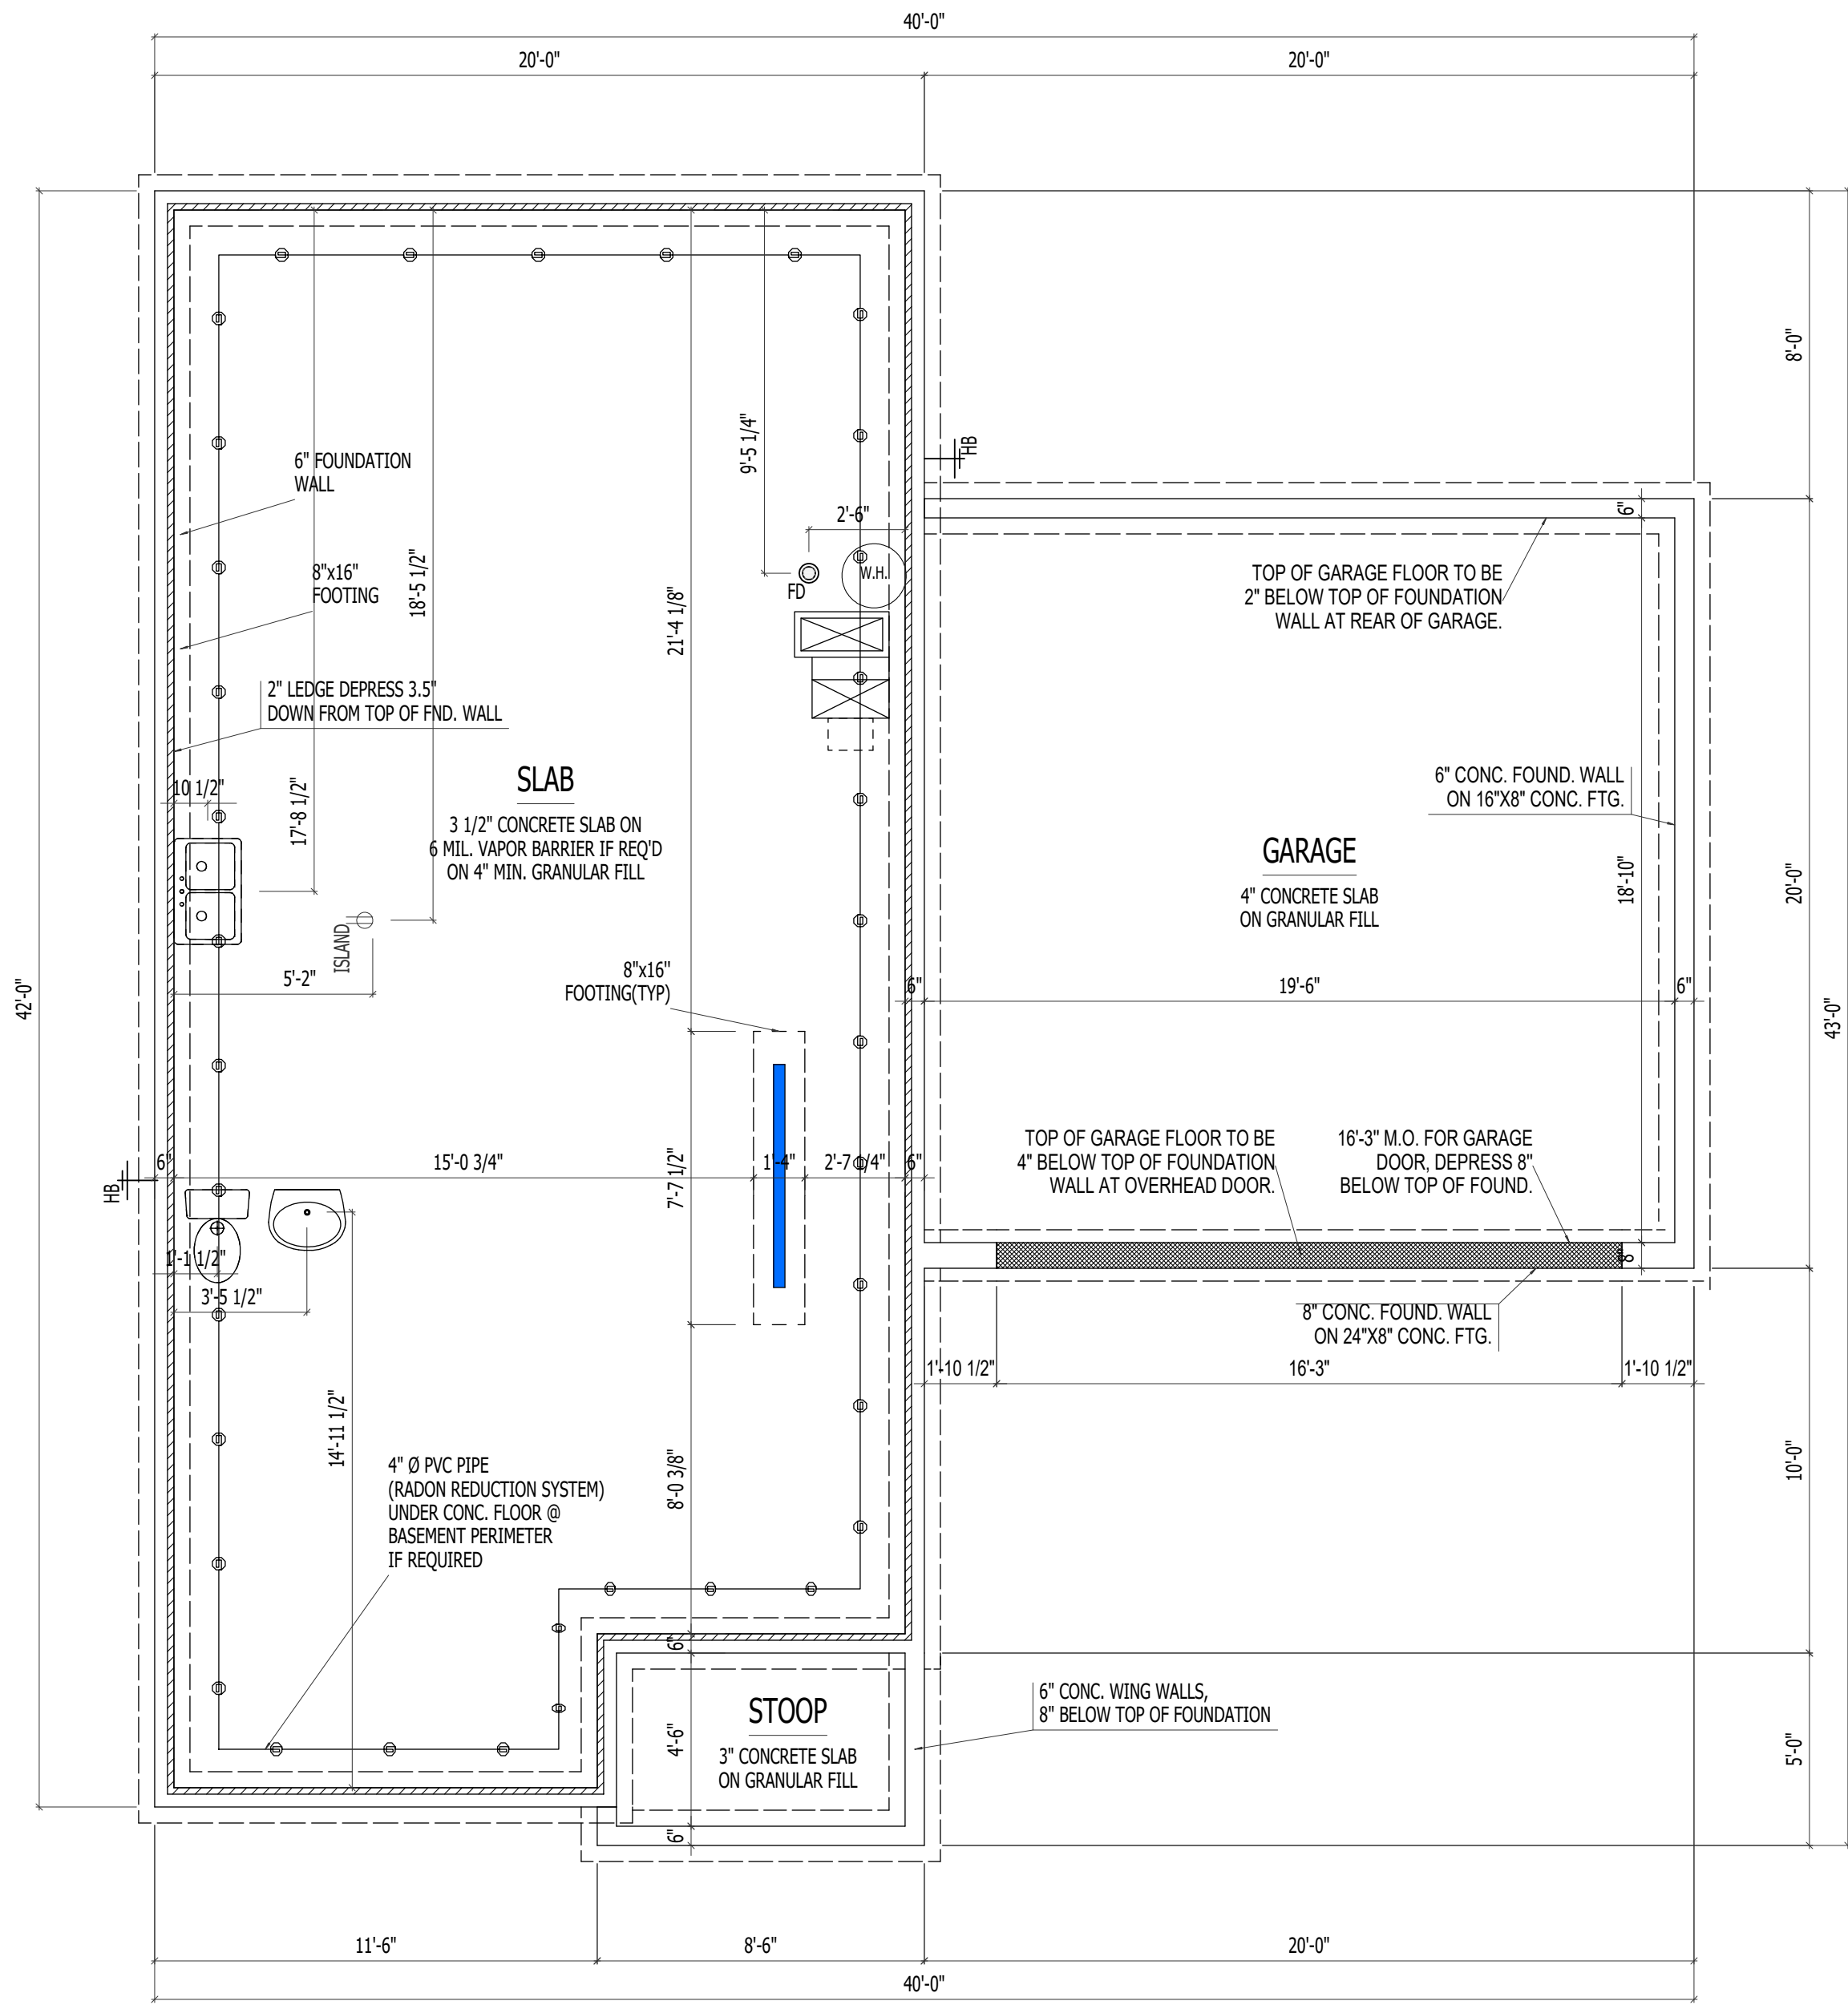 40'-0"
20'-0"
20'-0"
8'-0"
9'-5 1/4"
HB
6" FOUNDATION
WALL
6"
2'-6"
8"x16"
FOOTING
18'-5 1/2"
FD
W.H.
21'-4 1/8"
TOP OF GARAGE FLOOR TO BE
2" BELOW TOP OF FOUNDATION
WALL AT REAR OF GARAGE.
2" LEDGE DEPRESS 3.5"
DOWN FROM TOP OF FND. WALL
10 1/2"
17'-8 1/2"
SLAB
3 1/2" CONCRETE SLAB ON
6 MIL. VAPOR BARRIER IF REQ'D
ON 4" MIN. GRANULAR FILL
6" CONC. FOUND. WALL
ON 16"X8" CONC. FTG.
GARAGE
4" CONCRETE SLAB
ON GRANULAR FILL
18'-10"
20'-0"
ISLAND
5'-2"
8"x16"
FOOTING(TYP)
6"
19'-6"
6"
42'-0"
43'-0"
TOP OF GARAGE FLOOR TO BE
4" BELOW TOP OF FOUNDATION
WALL AT OVERHEAD DOOR.
16'-3" M.O. FOR GARAGE
DOOR, DEPRESS 8"
BELOW TOP OF FOUND.
6"
15'-0 3/4"
1'-4"
6"
HB
7'-7 1/2"
1'-1 1/2"
3'-5 1/2"
8"
8" CONC. FOUND. WALL
ON 24"X8" CONC. FTG.
1'-10 1/2"
16'-3"
1'-10 1/2"
14'-11 1/2"
4" Ø PVC PIPE
(RADON REDUCTION SYSTEM)
UNDER CONC. FLOOR @
BASEMENT PERIMETER
IF REQUIRED
8'-0 3/8"
10'-0"
6"
STOOP
3" CONCRETE SLAB
ON GRANULAR FILL
4'-6"
6" CONC. WING WALLS,
8" BELOW TOP OF FOUNDATION
5'-0"
6"
11'-6"
8'-6"
20'-0"
40'-0"